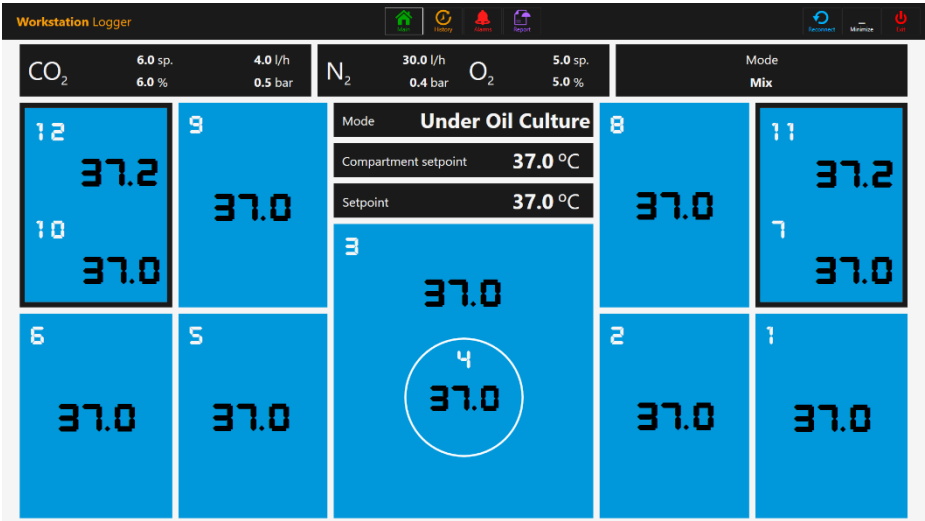 Workstation Logger
Main
History
Alarms
Report
Reconnect
Minimize
Exit
CO2
6.0 sp.
6.0 %
4.0 l/h
0.5 bar
N2
30.0 l/h
0.4 bar
O2
5.0 sp.
5.0 %
Mode
Mix
12
37.2
10
37.0
9
37.0
Mode Under Oil Culture
Compartment setpoint 37.0 ºC
Setpoint 37.0 ºC
8
37.0
11
37.2
7
37.0
3
37.0
4
37.0
6
37.0
5
37.0
2
37.0
1
37.0